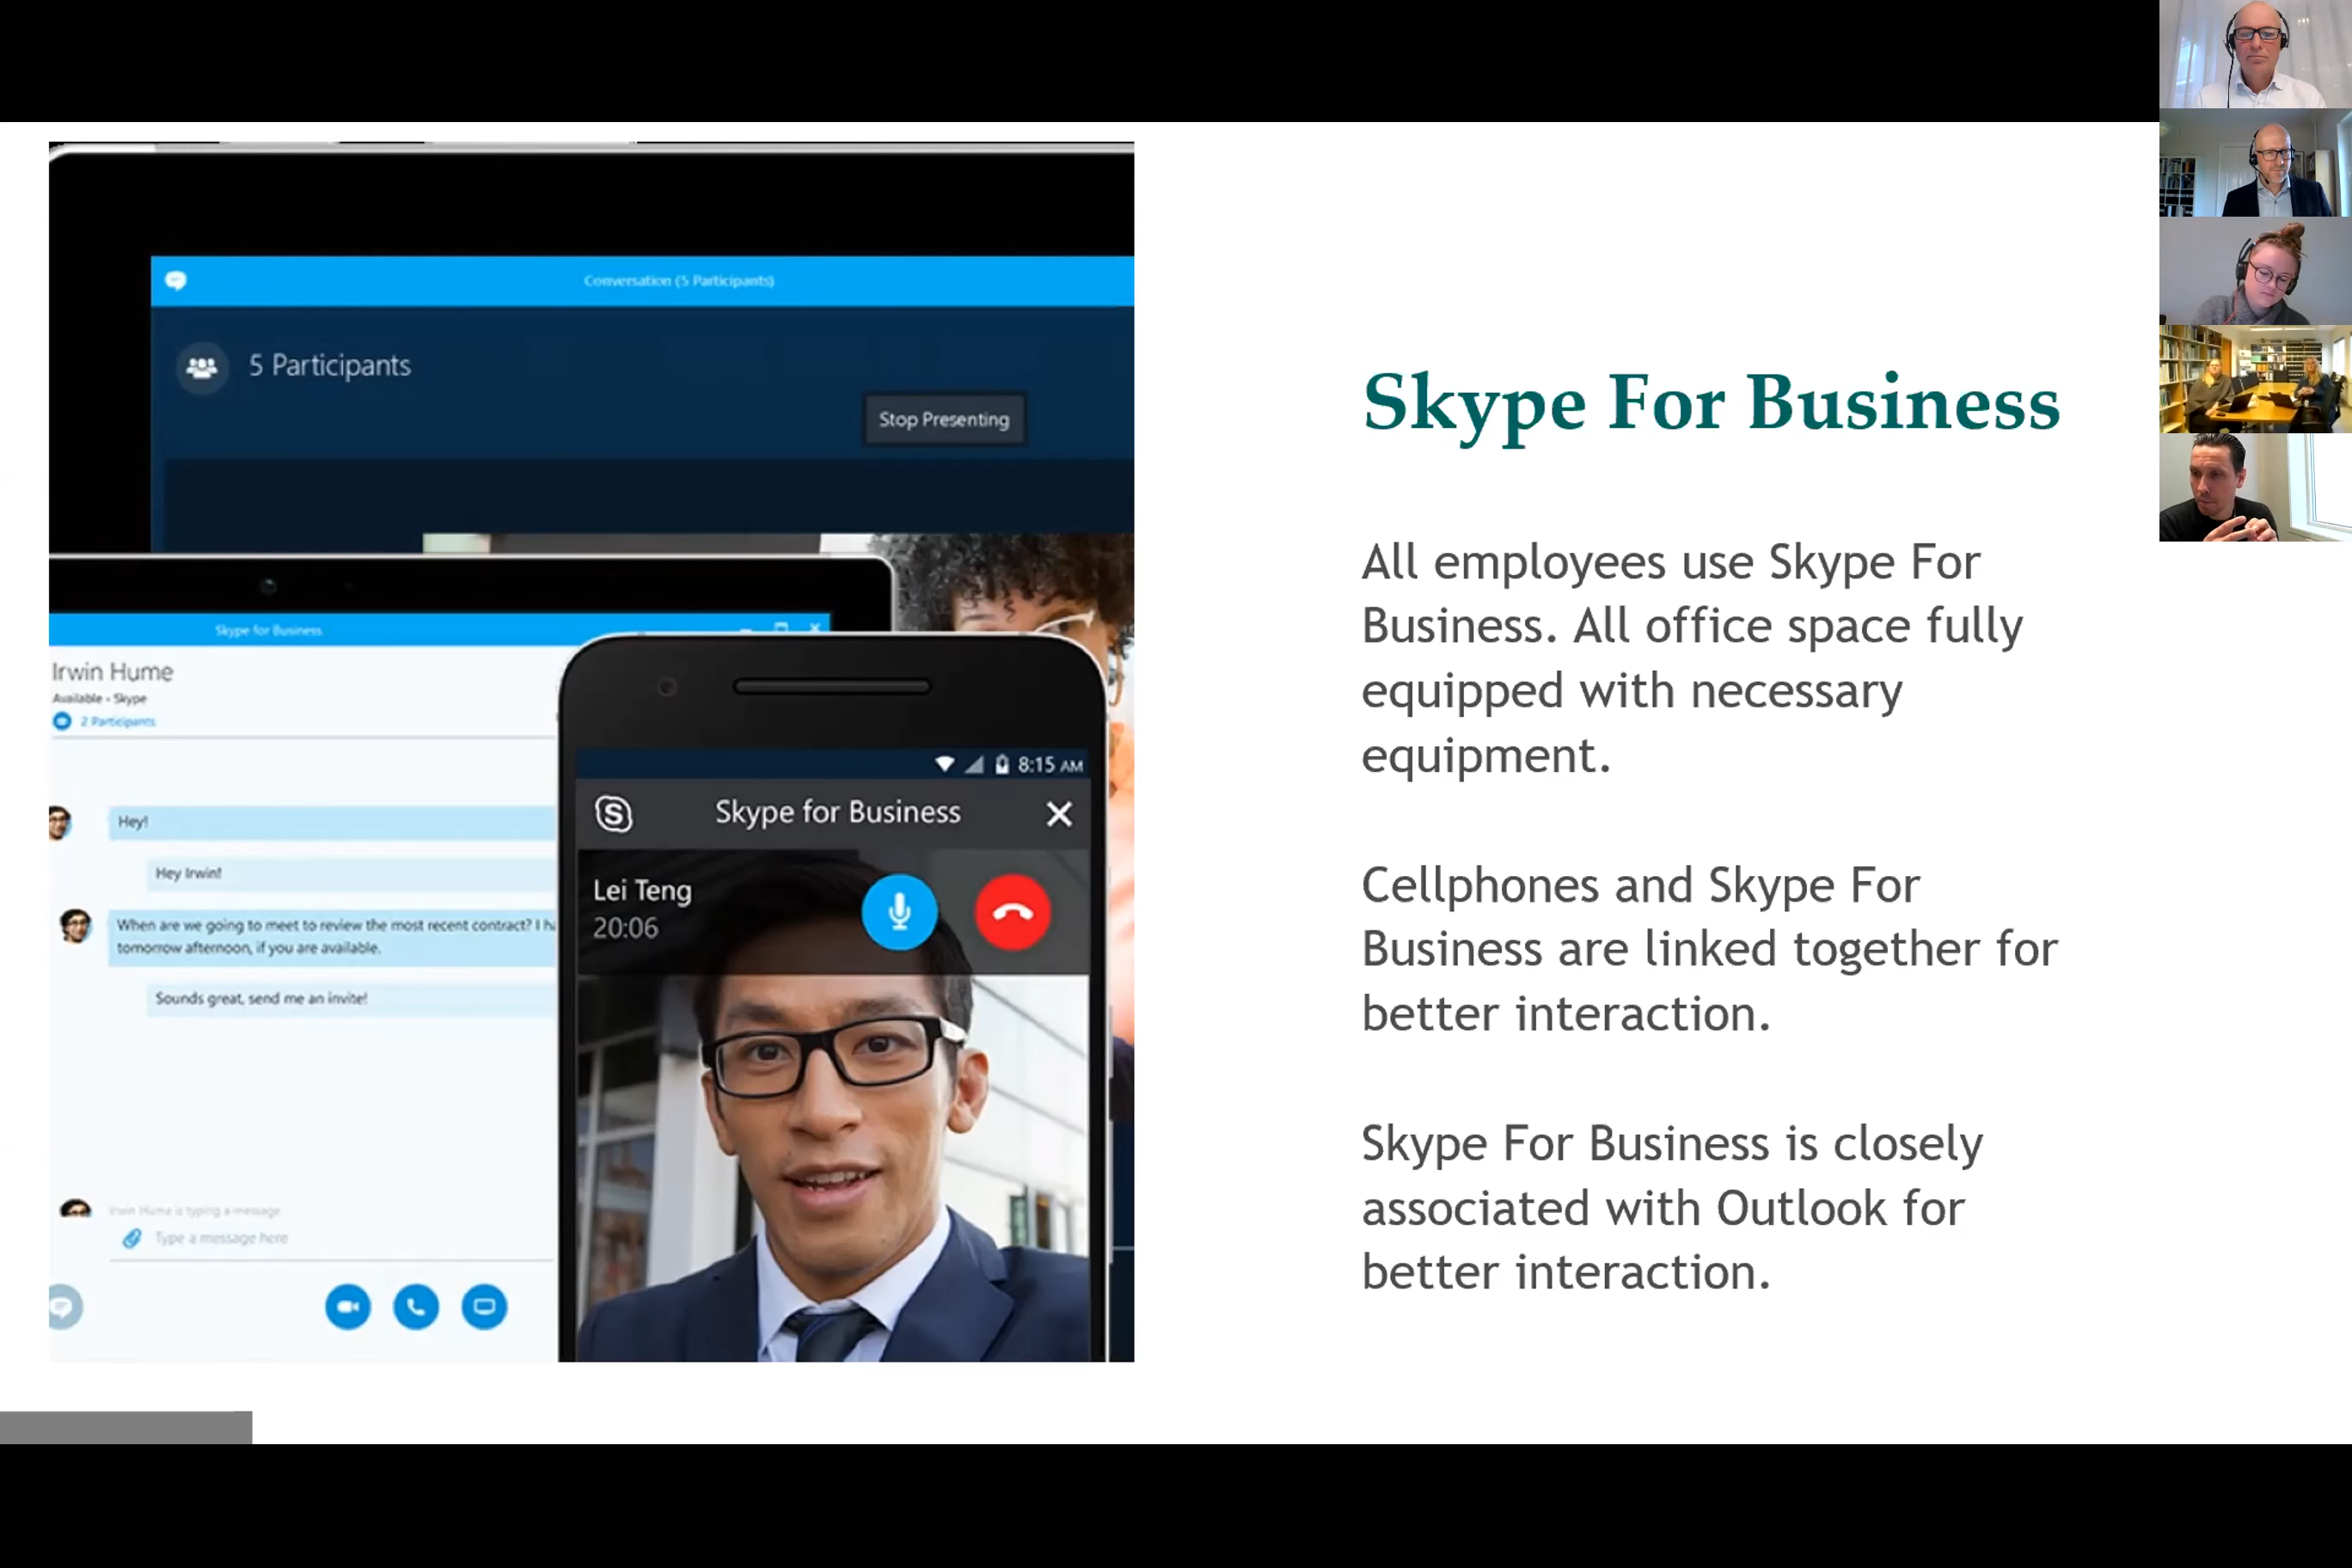 Conversation (5 Participants)
5 Participants
Stop Presenting
Skype for Business
Irwin Hume
Available - Skype
2 Participants
Hey!
Hey Irwin!
When are we going to meet to review the most recent contract? I
tomorrow afternoon, if you are available.
Sounds great, send me an invite!
Irwin Hume is typing a message
Type a message here
8:15 AM
Skype for Business
Lei Teng
20:06
Skype For Business
All employees use Skype For
Business. All office space fully
equipped with necessary
equipment.
Cellphones and Skype For
Business are linked together for
better interaction.
Skype For Business is closely
associated with Outlook for
better interaction.